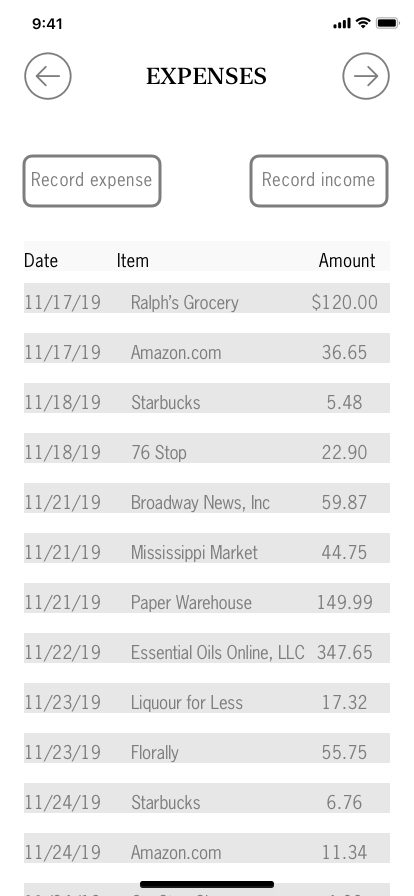 9:41
EXPENSES
Record expense Record income
Date Item Amount
11/17/19 Ralph's Grocery $120.00
11/17/19 Amazon.com 36.65
11/18/19 Starbucks 5.48
11/18/19 76 Stop 22.90
11/21/19 Broadway News, Inc 59.87
11/21/19 Mississippi Market 44.75
11/21/19 Paper Warehouse 149.99
11/22/19 Essential Oils Online, LLC 347.65
11/23/19 Liquour for Less 17.32
11/23/19 Florally 55.75
11/24/19 Starbucks 6.76
11/24/19 Amazon.com 11.34